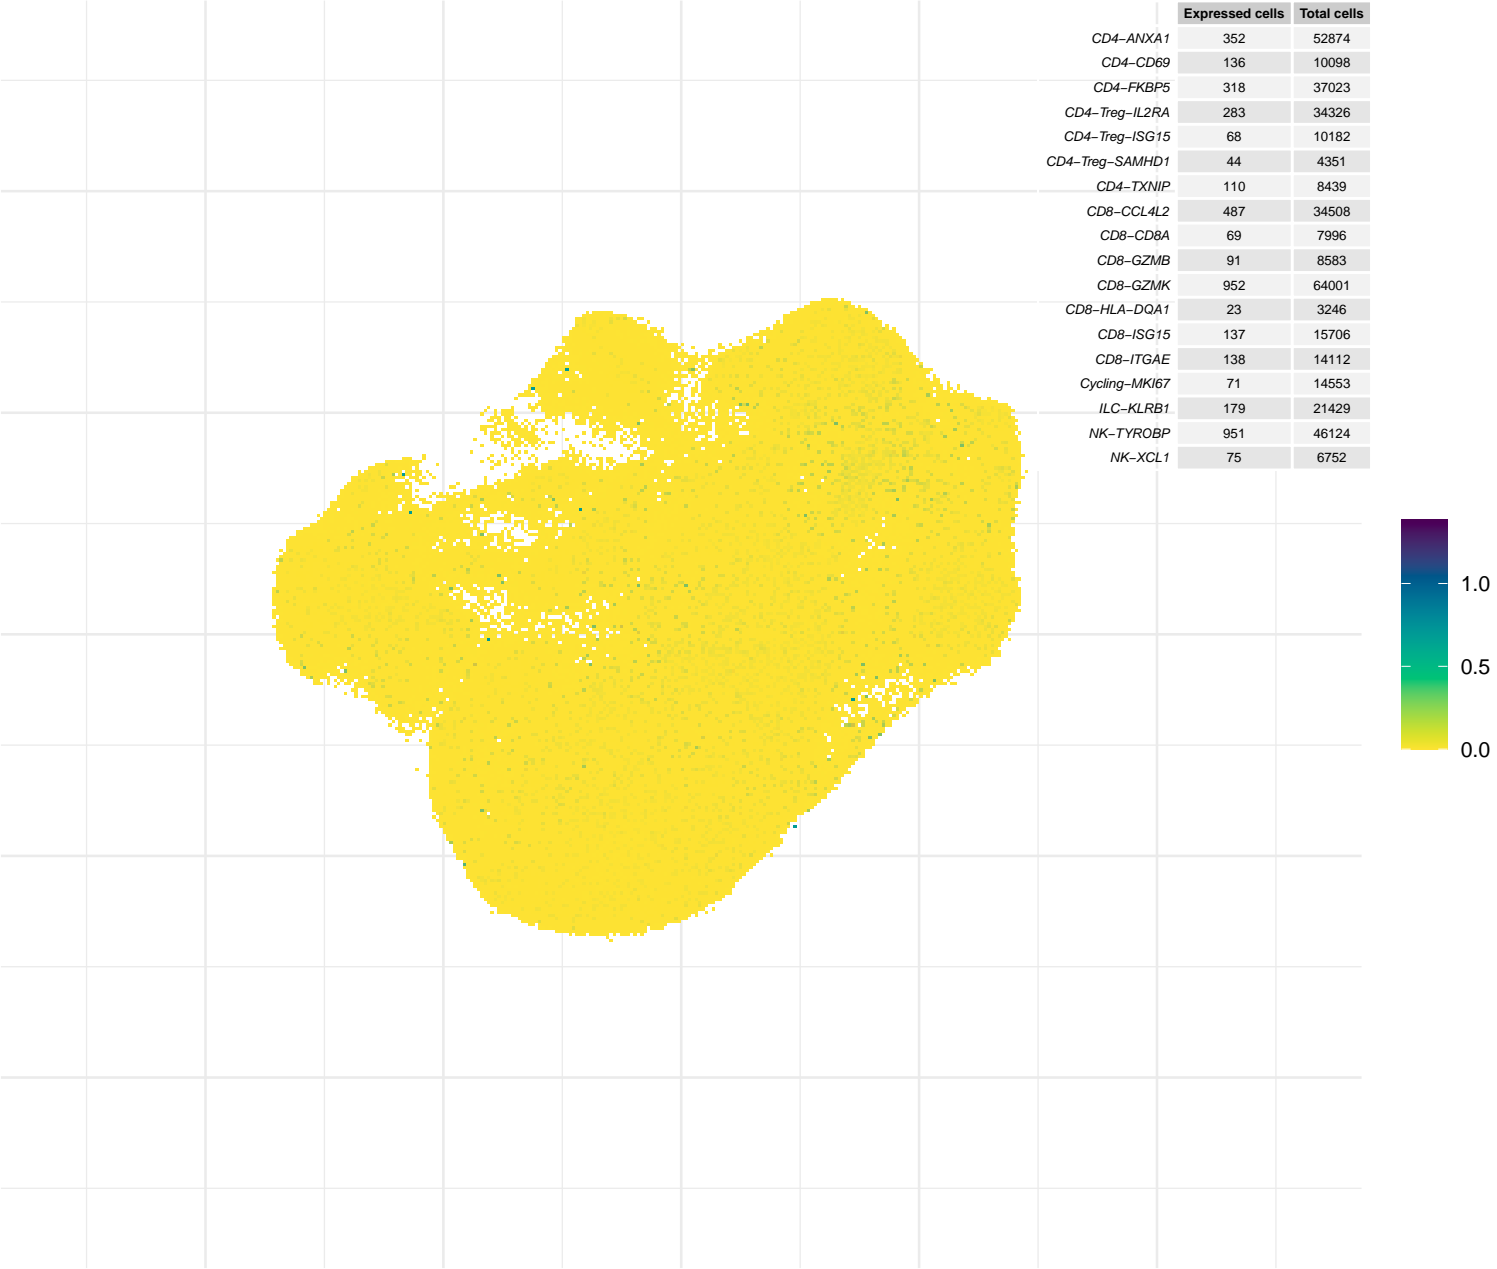 Expressed cells Total cells
CD4−ANXA1 352 52874
CD4−CD69 136 10098
CD4−FKBP5 318 37023
CD4−Treg−IL2RA 283 34326
CD4−Treg−ISG15 68 10182
CD4−Treg−SAMHD1 44 4351
CD4−TXNIP 110 8439
CD8−CCL4L2 487 34508
CD8−CD8A 69 7996
CD8−GZMB 91 8583
CD8−GZMK 952 64001
CD8−HLA−DQA1 23 3246
CD8−ISG15 137 15706
CD8−ITGAE 138 14112
Cycling−MKI67 71 14553
ILC−KLRB1 179 21429
NK−TYROBP 951 46124
NK−XCL1 75 6752
1.0
0.5
0.0